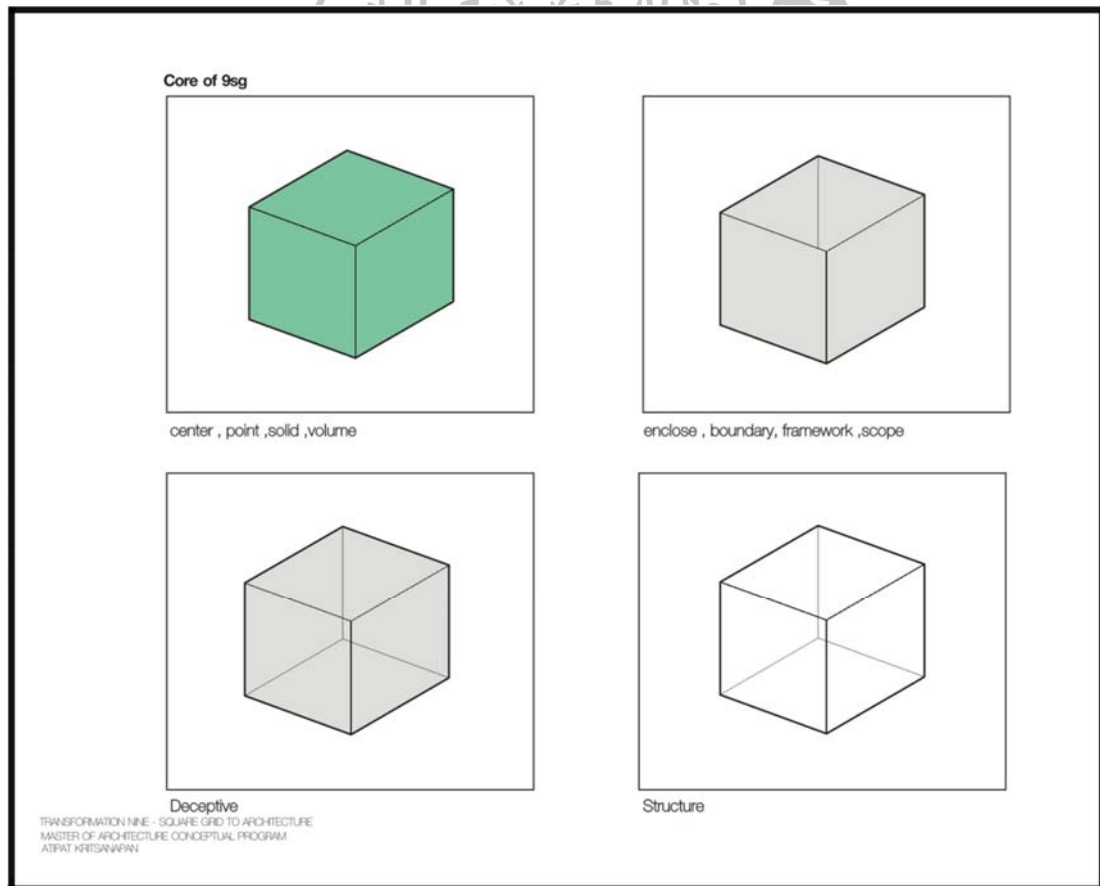 Core of 9sg
center , point ,solid ,volume
enclose , boundary, framework ,scope
Deceptive
Structure
TRANSFORMATION NINE - SQUARE GRID TO ARCHITECTURE
MASTER OF ARCHITECTURE CONCEPTUAL PROGRAM
ATIPAT KRITSANAPAN